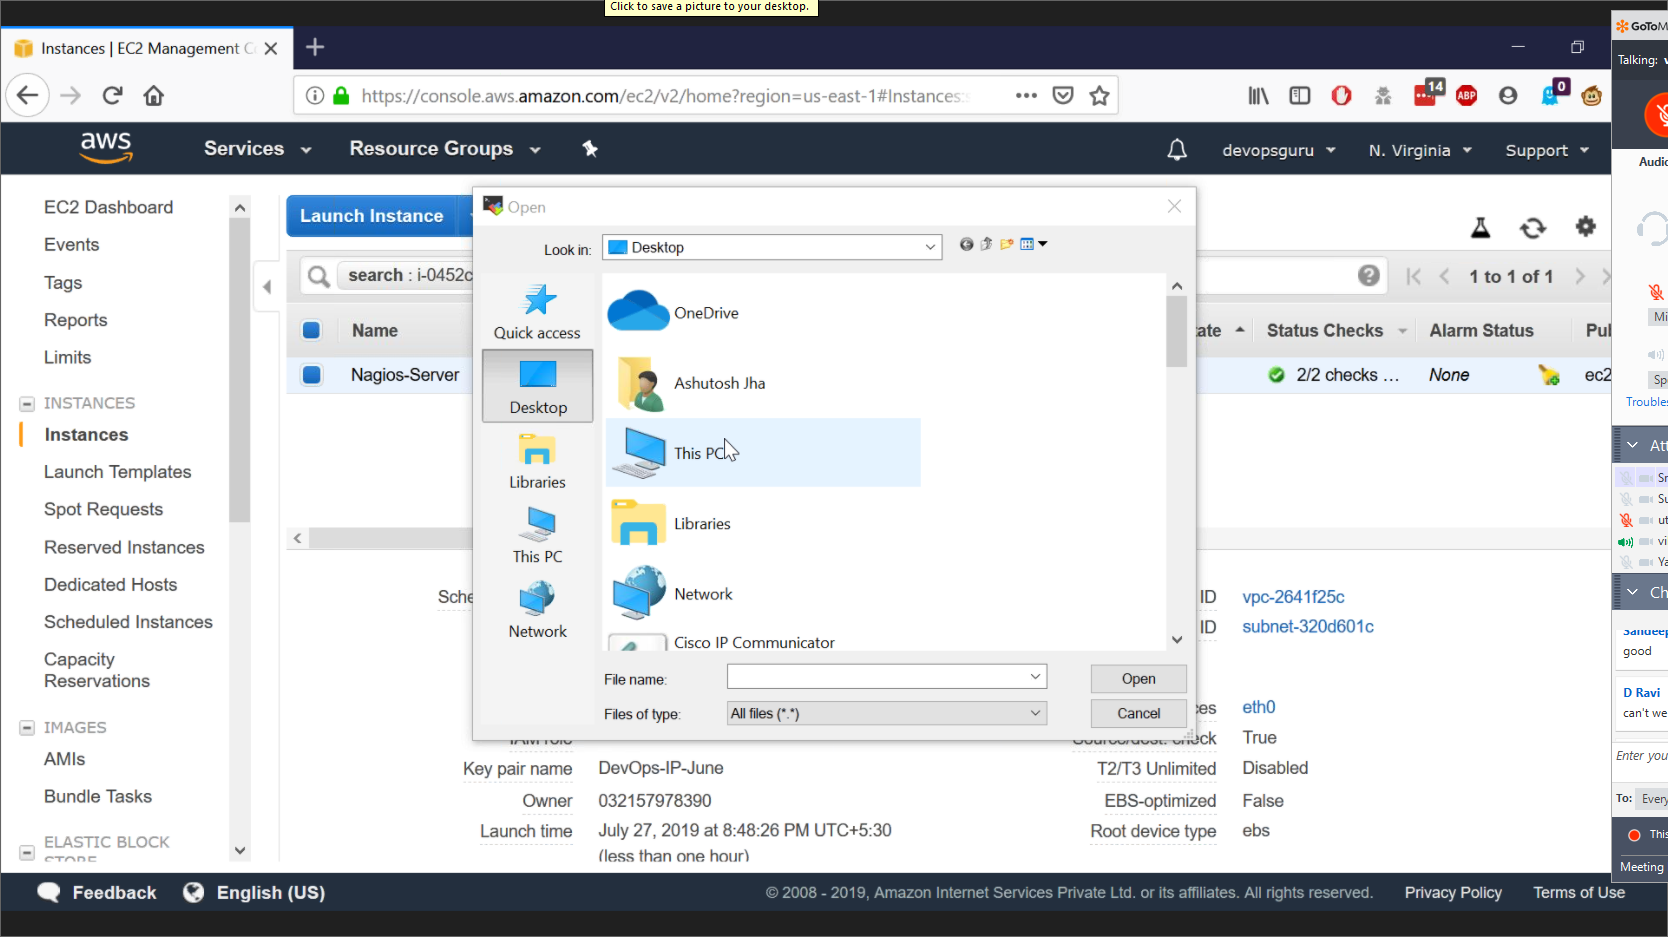 Click to save a picture to your desktop.
Instances | EC2 Management Co
https://console.aws.amazon.com/ec2/v2/home?region=us-east-1#Instances:s
14
ABP
0
aws
Services
Resource Groups
devopsguru
N. Virginia
Support
EC2 Dashboard
Events
Tags
Reports
Limits
INSTANCES
Instances
Launch Templates
Spot Requests
Reserved Instances
Dedicated Hosts
Scheduled Instances
Capacity
Reservations
IMAGES
AMIs
Bundle Tasks
ELASTIC BLOCK
STORE
Launch Instance
search : i-0452c
1 to 1 of 1
Name
ate
Status Checks
Alarm Status
Pu
Nagios-Server
2/2 checks ...
None
ec2
Open
Look in:
Desktop
Quick access
Desktop
Libraries
This PC
Network
OneDrive
Ashutosh Jha
This PC
Libraries
Network
Cisco IP Communicator
File name:
Open
Files of type:
All files (*.*)
Cancel
Sche
ID
vpc-2641f25c
ID
subnet-320d601c
ces
eth0
IAM role
Source/dest. check
True
Key pair name
DevOps-IP-June
T2/T3 Unlimited
Disabled
Owner
032157978390
EBS-optimized
False
Launch time
July 27, 2019 at 8:48:26 PM UTC+5:30
(less than one hour)
Root device type
ebs
Feedback
English (US)
© 2008 - 2019, Amazon Internet Services Private Ltd. or its affiliates. All rights reserved.
Privacy Policy
Terms of Use
GoToM
Talking:
Audio
Mi
Sp
Troubles
Att
Su
ut
vi
Ya
Ch
Sandeep
good
D Ravi
can't we
Enter you
To:
Every
This
Meeting